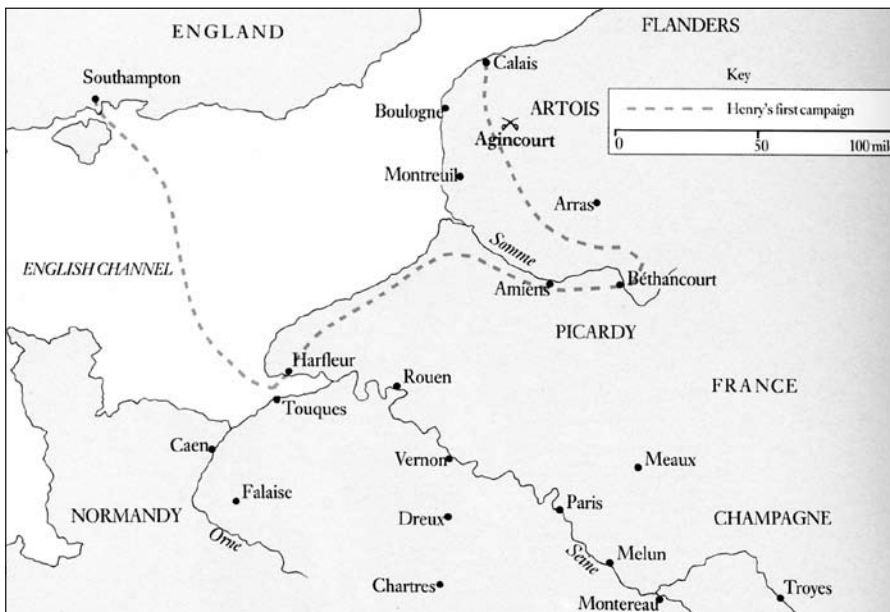 ENGLAND
FLANDERS
Southampton
Calais
Key
Henry's first campaign
0 50 100 mil
Boulogne
ARTOIS
Agincourt
Montreuil
Arras
Somme
ENGLISH CHANNEL
Amiens
Béthancourt
PICARDY
Harfleur
Rouen
FRANCE
Touques
Caen
Vernon
Meaux
Falaise
Paris
NORMANDY
Dreux
CHAMPAGNE
Orne
Seine
Melun
Chartres
Troyes
Montereau